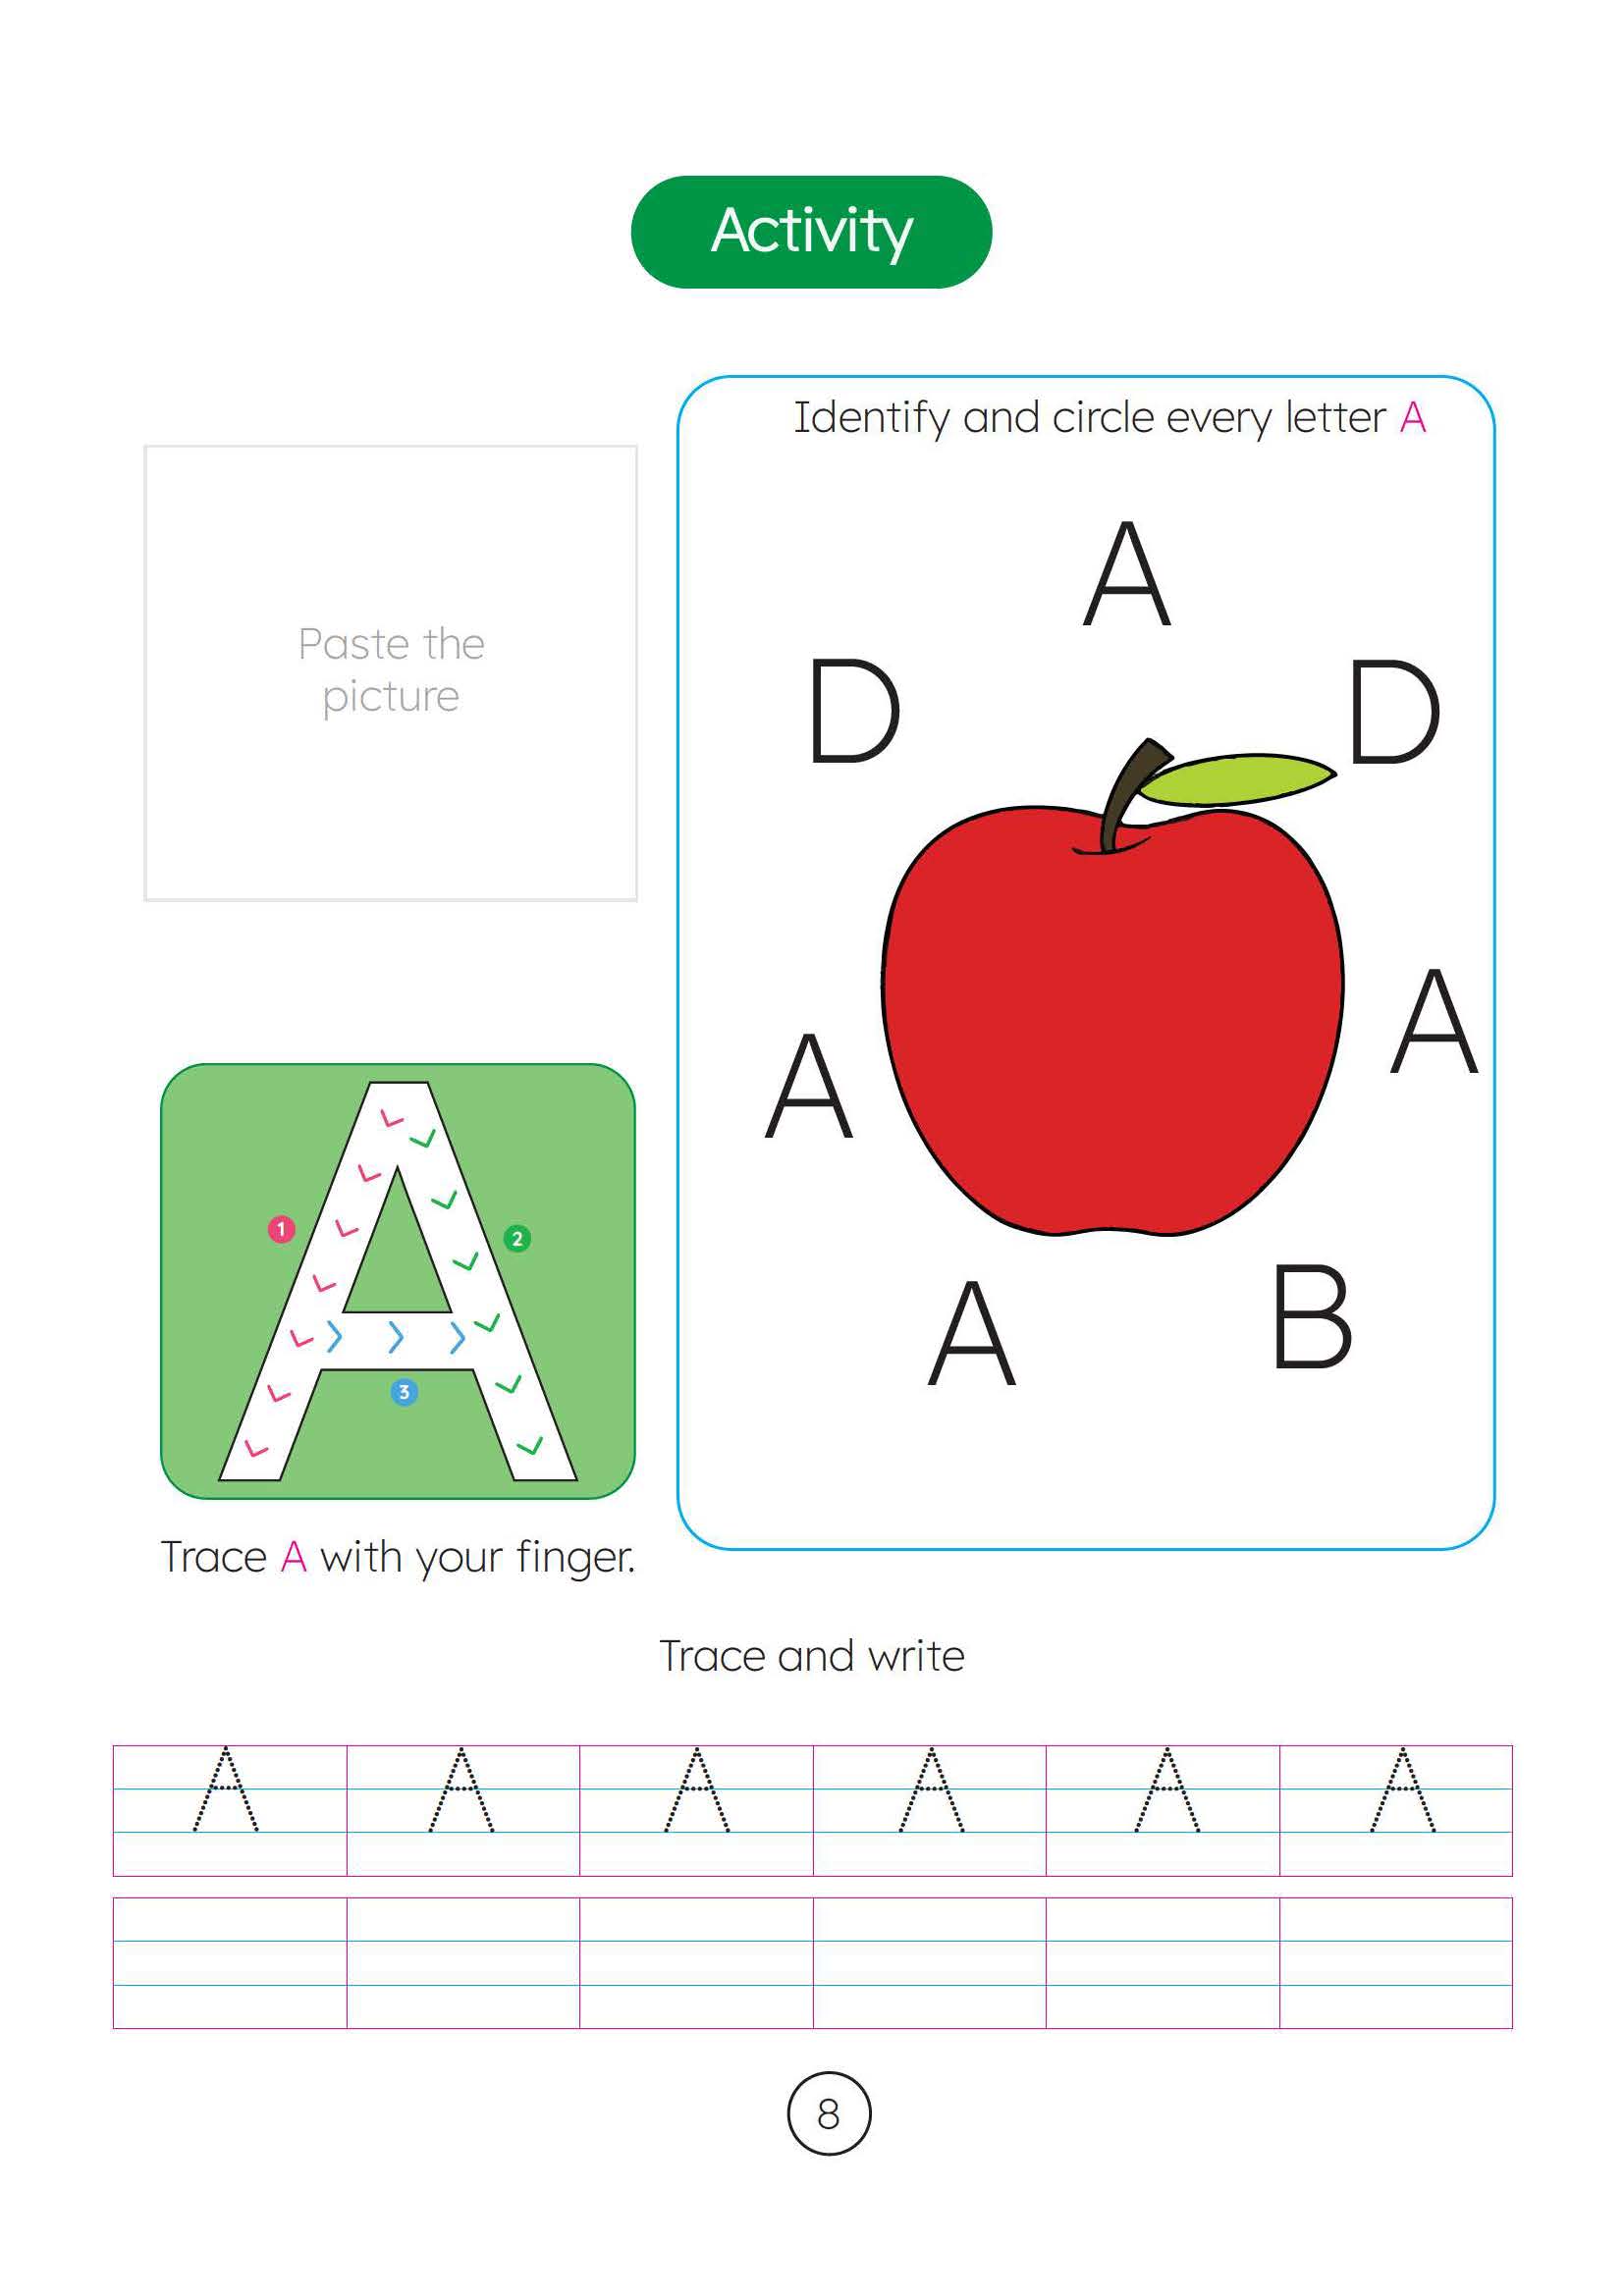 Activity
Identify and circle every letter A
A
D
D
Paste the
picture
A
A
A
B
1
2
3
Trace A with your finger.
Trace and write
A A A A A A
8